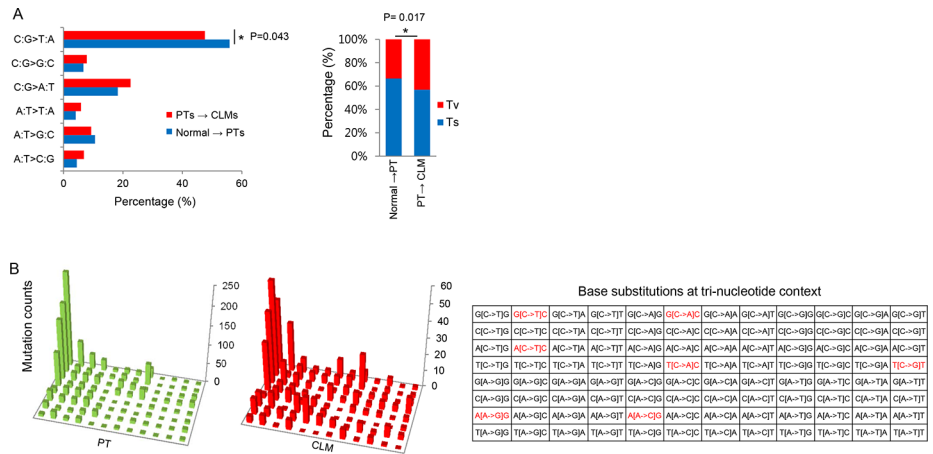 A
C:G>T:A
C:G>G:C
C:G>A:T
A:T>T:A
A:T>G:C
A:T>C:G
* P=0.043
PTs → CLMs
Normal → PTs
0 20 40 60
Percentage (%)
P= 0.017
*
100%
80%
60%
40%
20%
0%
Percentage (%)
Tv
Ts
Normal →PT
PT→ CLM
B
Mutation counts
250
200
150
100
50
0
PT
60
50
40
30
20
10
0
CLM
Base substitutions at tri-nucleotide context
G[C->T]G G[C->T]C G[C->T]A G[C->T]T G[C->A]G G[C->A]C G[C->A]A G[C->A]T G[C->G]G G[C->G]C G[C->G]A G[C->G]T
C[C->T]G C[C->T]C C[C->T]A C[C->T]T C[C->A]G C[C->A]C C[C->A]A C[C->A]T C[C->G]G C[C->G]C C[C->G]A C[C->G]T
A[C->T]G A[C->T]C A[C->T]A A[C->T]T A[C->A]G A[C->A]C A[C->A]A A[C->A]T A[C->G]G A[C->G]C A[C->G]A A[C->G]T
T[C->T]G T[C->T]C T[C->T]A T[C->T]T T[C->A]G T[C->A]C T[C->A]A T[C->A]T T[C->G]G T[C->G]C T[C->G]A T[C->G]T
G[A->G]G G[A->G]C G[A->G]A G[A->G]T G[A->C]G G[A->C]C G[A->C]A G[A->C]T G[A->T]G G[A->T]C G[A->T]A G[A->T]T
C[A->G]G C[A->G]C C[A->G]A C[A->G]T C[A->C]G C[A->C]C C[A->C]A C[A->C]T C[A->T]G C[A->T]C C[A->T]A C[A->T]T
A[A->G]G A[A->G]C A[A->G]A A[A->G]T A[A->C]G A[A->C]C A[A->C]A A[A->C]T A[A->T]G A[A->T]C A[A->T]A A[A->T]T
T[A->G]G T[A->G]C T[A->G]A T[A->G]T T[A->C]G T[A->C]C T[A->C]A T[A->C]T T[A->T]G T[A->T]C T[A->T]A T[A->T]T